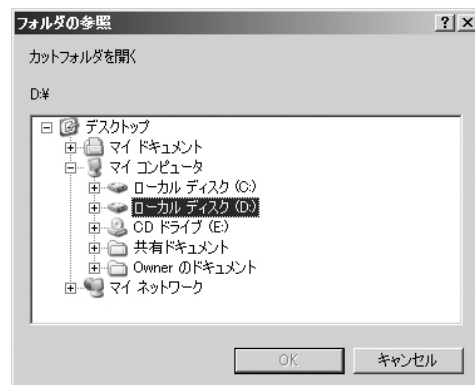 フォルダの参照
カットフォルダを開く
D:¥
デスクトップ
マイ ドキュメント
マイ コンピュータ
ローカル ディスク (C:)
ローカル ディスク (D:)
CD ドライブ (E:)
共有ドキュメント
Owner のドキュメント
マイ ネットワーク
OK キャンセル